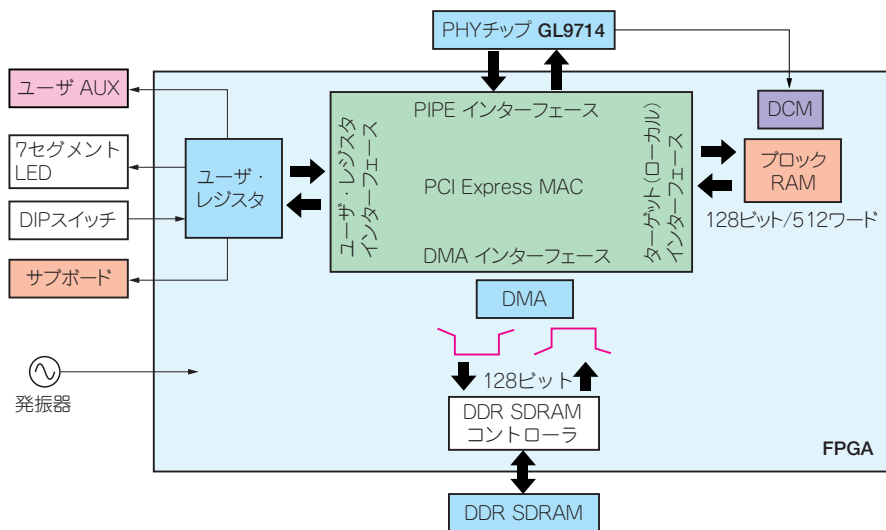 PHYチップ GL9714
ユーザ AUX
7セグメント
LED
DIPスイッチ
サブボード
発振器
ユーザ・
レジスタ
PIPE インターフェース
ユーザ・レジスタ
インターフェース
PCI Express MAC
ターゲット(ローカル)
インターフェース
DMA インターフェース
DCM
ブロック
RAM
128ビット/512ワード
DMA
128ビット
DDR SDRAM
コントローラ
FPGA
DDR SDRAM